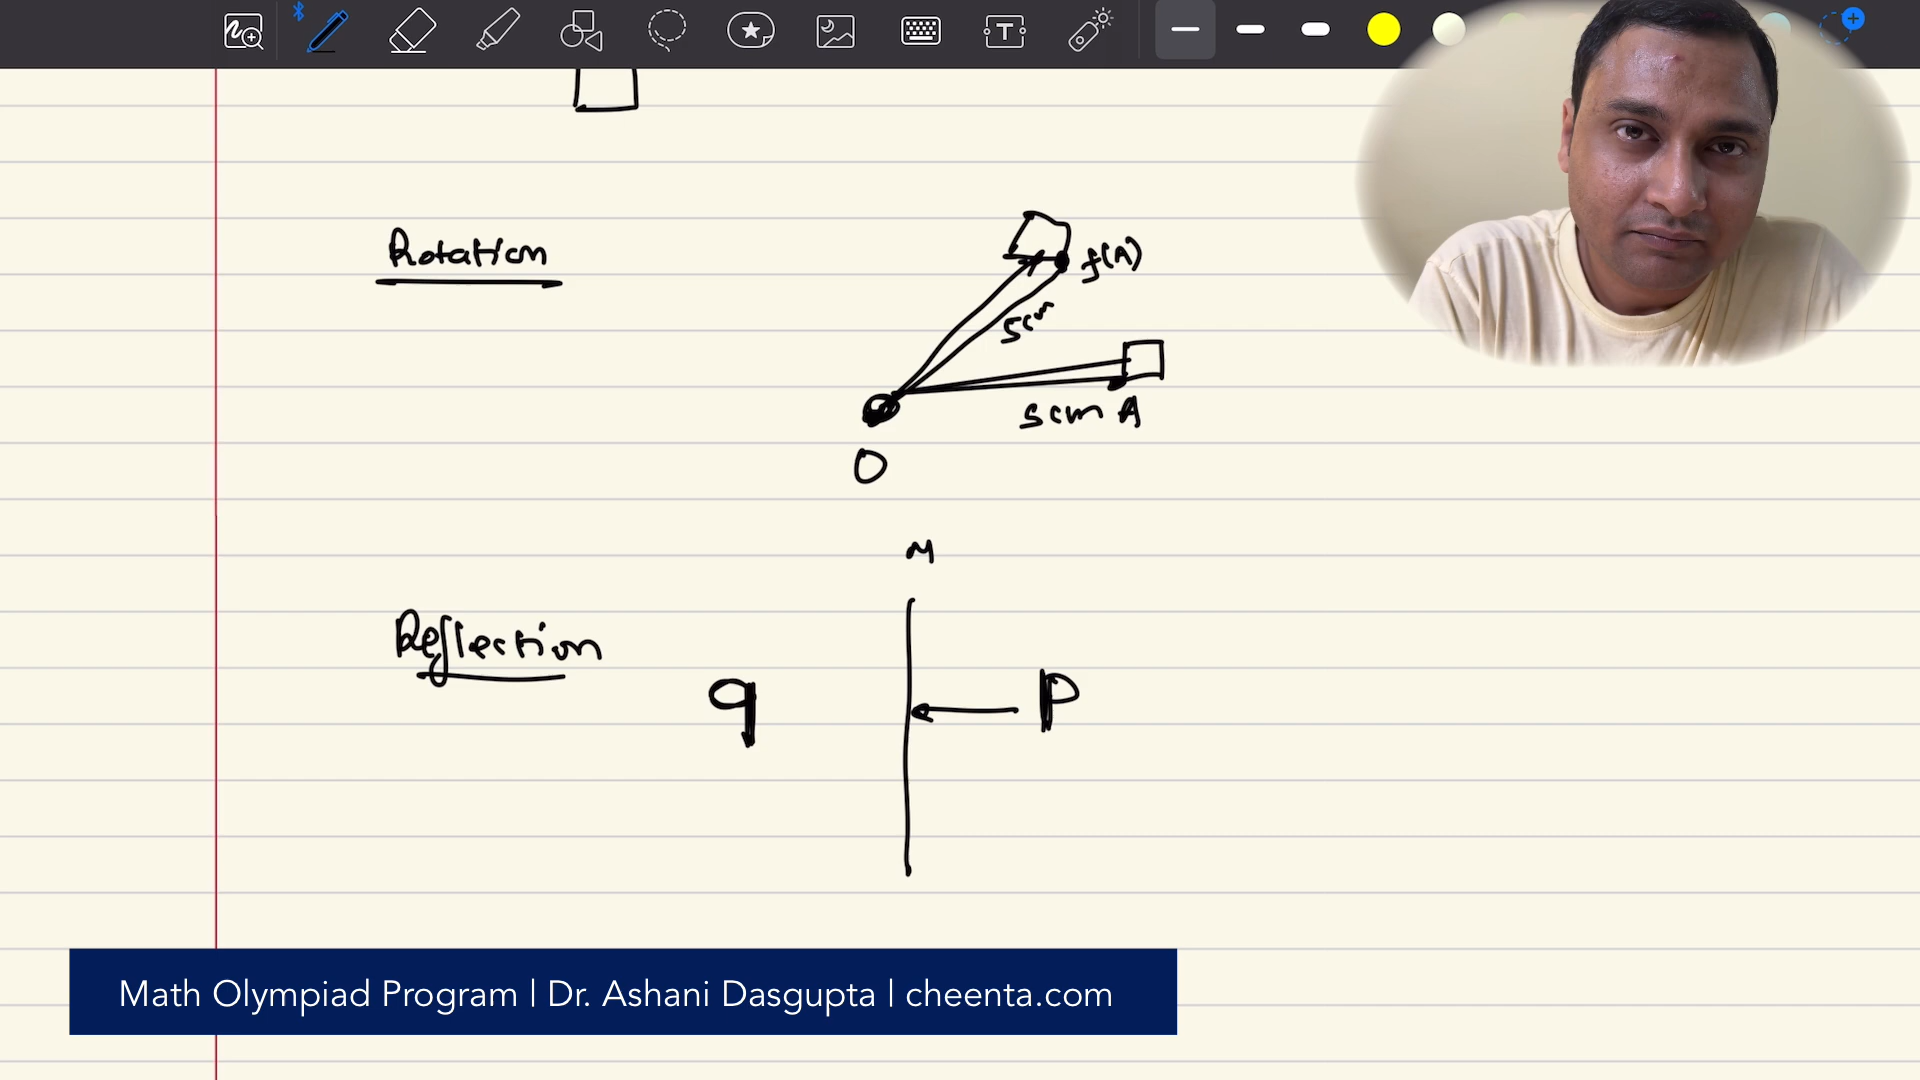 T
Rotation
f(A)
5cm
5cm A
O
M
Reflection
q
P
Math Olympiad Program | Dr. Ashani Dasgupta | cheenta.com